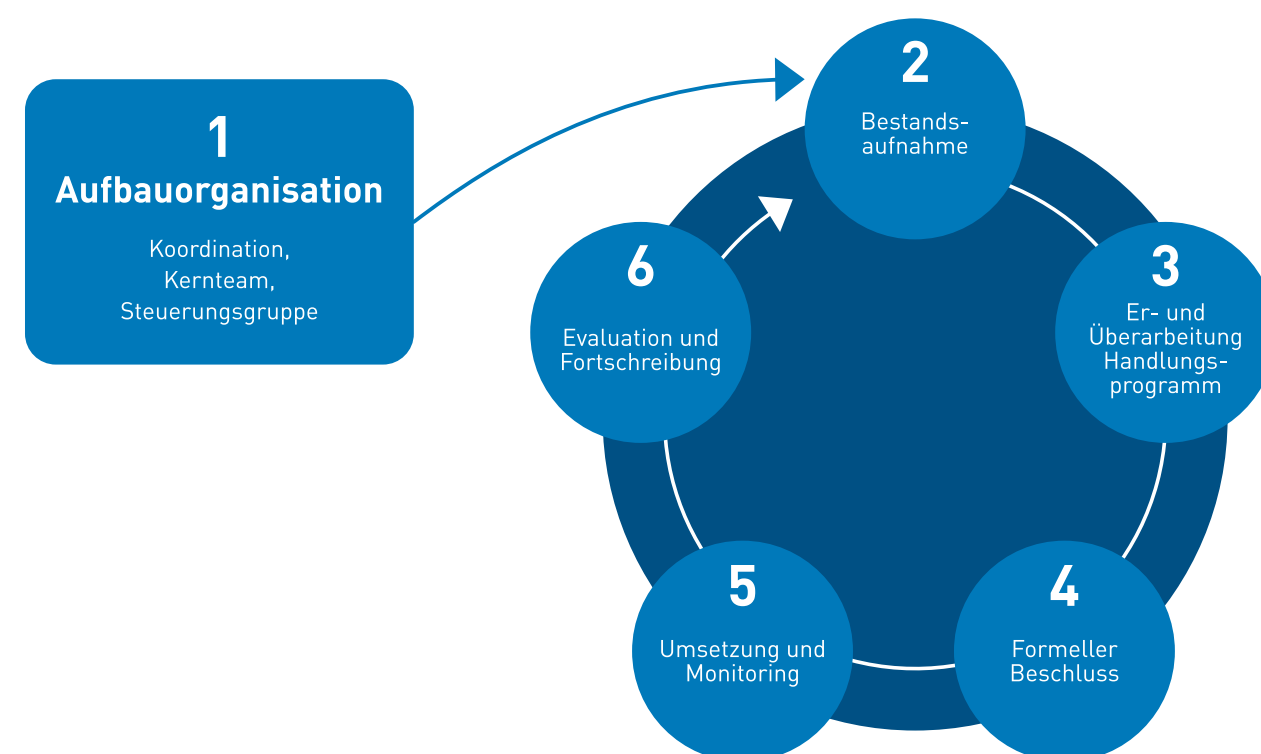 1
Aufbauorganisation
Koordination,
Kernteam,
Steuerungsgruppe
2
Bestands-
aufnahme
3
Er- und
Überarbeitung
Handlungs-
programm
4
Formeller
Beschluss
5
Umsetzung und
Monitoring
6
Evaluation und
Fortschreibung